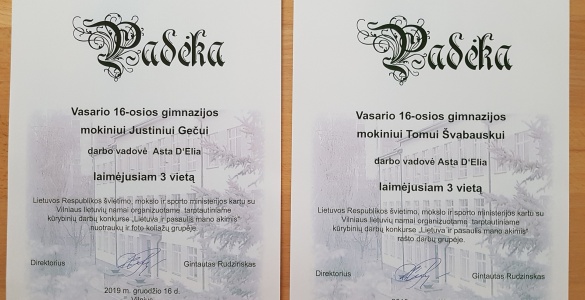 Padėka
Vasario 16-osios gimnazijos
mokiniui Justiniui Gečui
darbo vadovė Asta D'Elia
laimėjusiam 3 vietą
Lietuvos Respublikos švietimo, mokslo ir sporto ministerijos kartu su
Vilniaus lietuvių namai organizuotame tarptautiniame
kūrybinių darbų konkurse „Lietuva ir pasaulis mano akimis"
nuotraukų ir foto koliažų grupėje.
Direktorius Gintautas Rudzinskas
2019 m. gruodžio 16 d.
Vilnius
Padėka
Vasario 16-osios gimnazijos
mokiniui Tomui Švabauskui
darbo vadovė Asta D'Elia
laimėjusiam 3 vietą
Lietuvos Respublikos švietimo, mokslo ir sporto ministerijos kartu su
Vilniaus lietuvių namai organizuotame tarptautiniame
kūrybinių darbų konkurse „Lietuva ir pasaulis mano akimis"
rašto darbų grupėje.
Direktorius Gintautas Rudzinskas